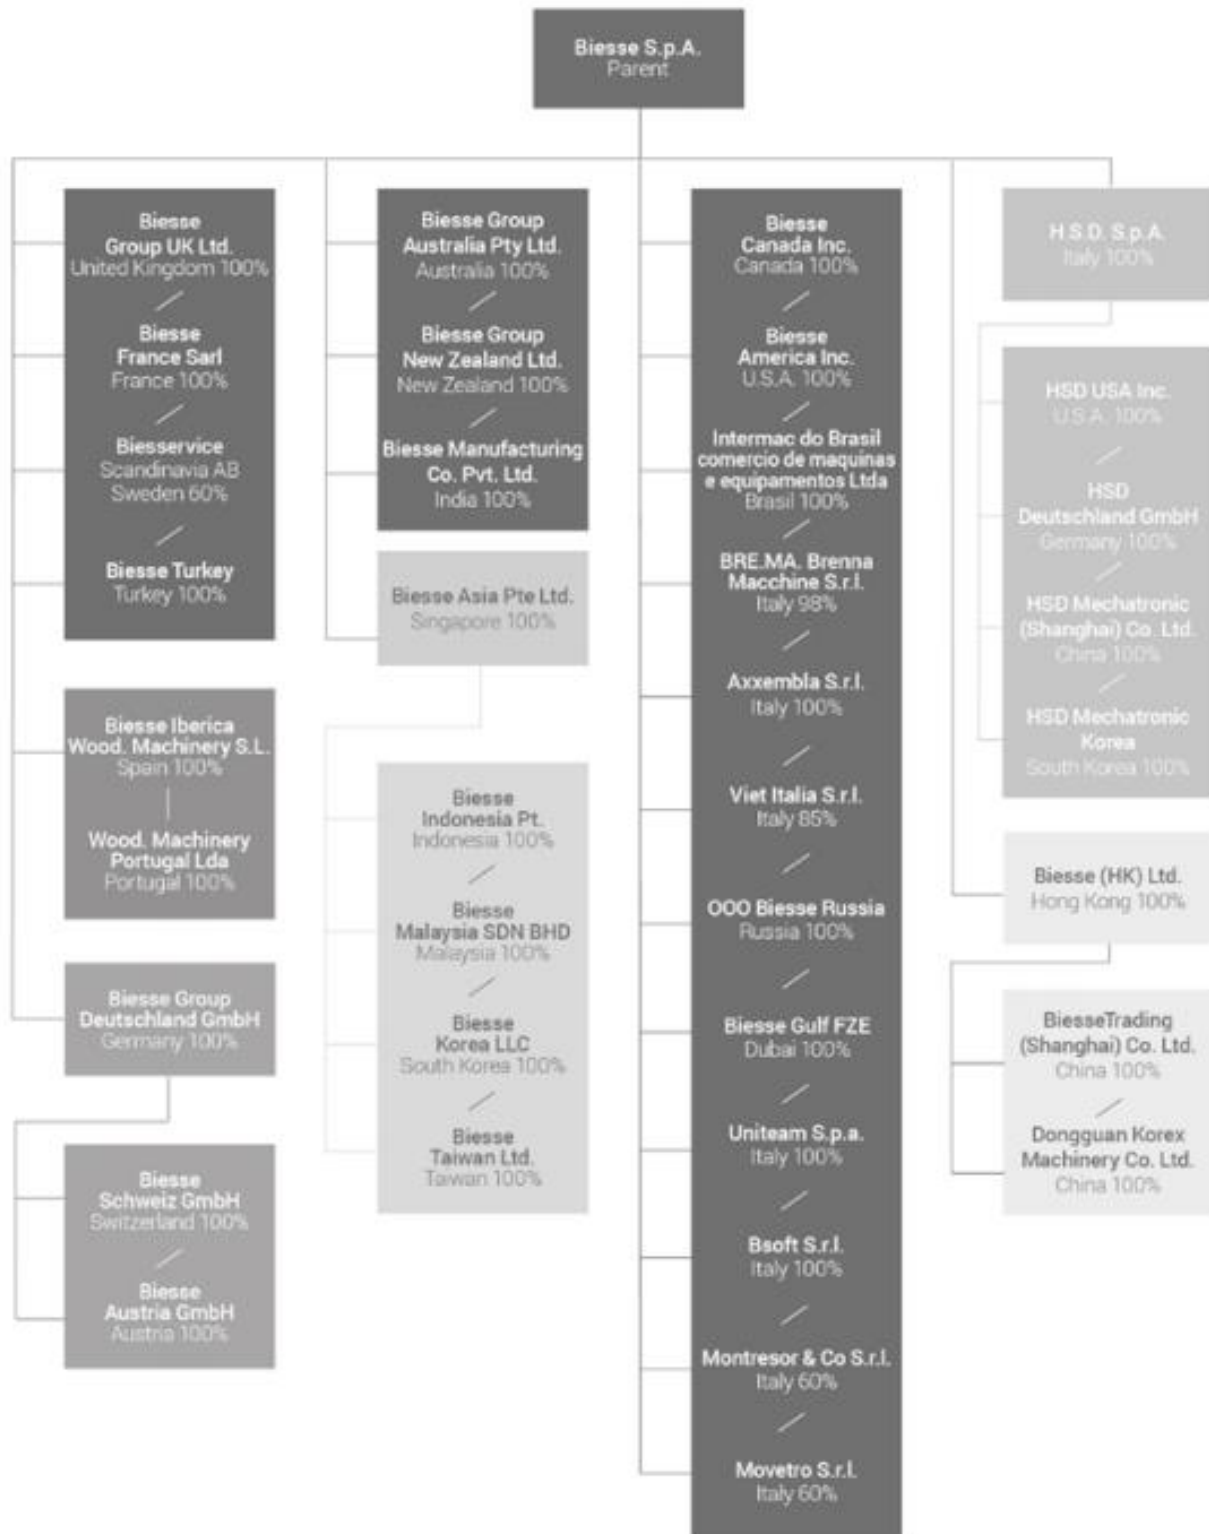 Biesse S.p.A.
Parent
Biesse
Group UK Ltd.
United Kingdom 100%
Biesse
France Sarl
France 100%
Biesservice
Scandinavia AB
Sweden 60%
Biesse Turkey
Turkey 100%
Biesse Iberica
Wood. Machinery S.L.
Spain 100%
Wood. Machinery
Portugal Lda
Portugal 100%
Biesse Group
Deutschland GmbH
Germany 100%
Biesse
Schweiz GmbH
Switzerland 100%
Biesse
Austria GmbH
Austria 100%
Biesse Group
Australia Pty Ltd.
Australia 100%
Biesse Group
New Zealand Ltd.
New Zealand 100%
Biesse Manufacturing
Co. Pvt. Ltd.
India 100%
Biesse Asia Pte Ltd.
Singapore 100%
Biesse
Indonesia Pt.
Indonesia 100%
Biesse
Malaysia SDN BHD
Malaysia 100%
Biesse
Korea LLC
South Korea 100%
Biesse
Taiwan Ltd.
Taiwan 100%
Biesse
Canada Inc.
Canada 100%
Biesse
America Inc.
U.S.A. 100%
Intermac do Brasil
comercio de maquinas
e equipamentos Ltda
Brasil 100%
BRE.MA. Brenna
Macchine S.r.l.
Italy 98%
Axxembla S.r.l.
Italy 100%
Viet Italia S.r.l.
Italy 85%
OOO Biesse Russia
Russia 100%
Biesse Gulf FZE
Dubai 100%
Uniteam S.p.a.
Italy 100%
Bsoft S.r.l.
Italy 100%
Montresor & Co S.r.l.
Italy 60%
Movetro S.r.l.
Italy 60%
H.S.D. S.p.A.
Italy 100%
HSD USA Inc.
U.S.A. 100%
HSD
Deutschland GmbH
Germany 100%
HSD Mechatronic
(Shanghai) Co. Ltd.
China 100%
HSD Mechatronic
Korea
South Korea 100%
Biesse (HK) Ltd.
Hong Kong 100%
BiesseTrading
(Shanghai) Co. Ltd.
China 100%
Dongguan Korex
Machinery Co. Ltd.
China 100%